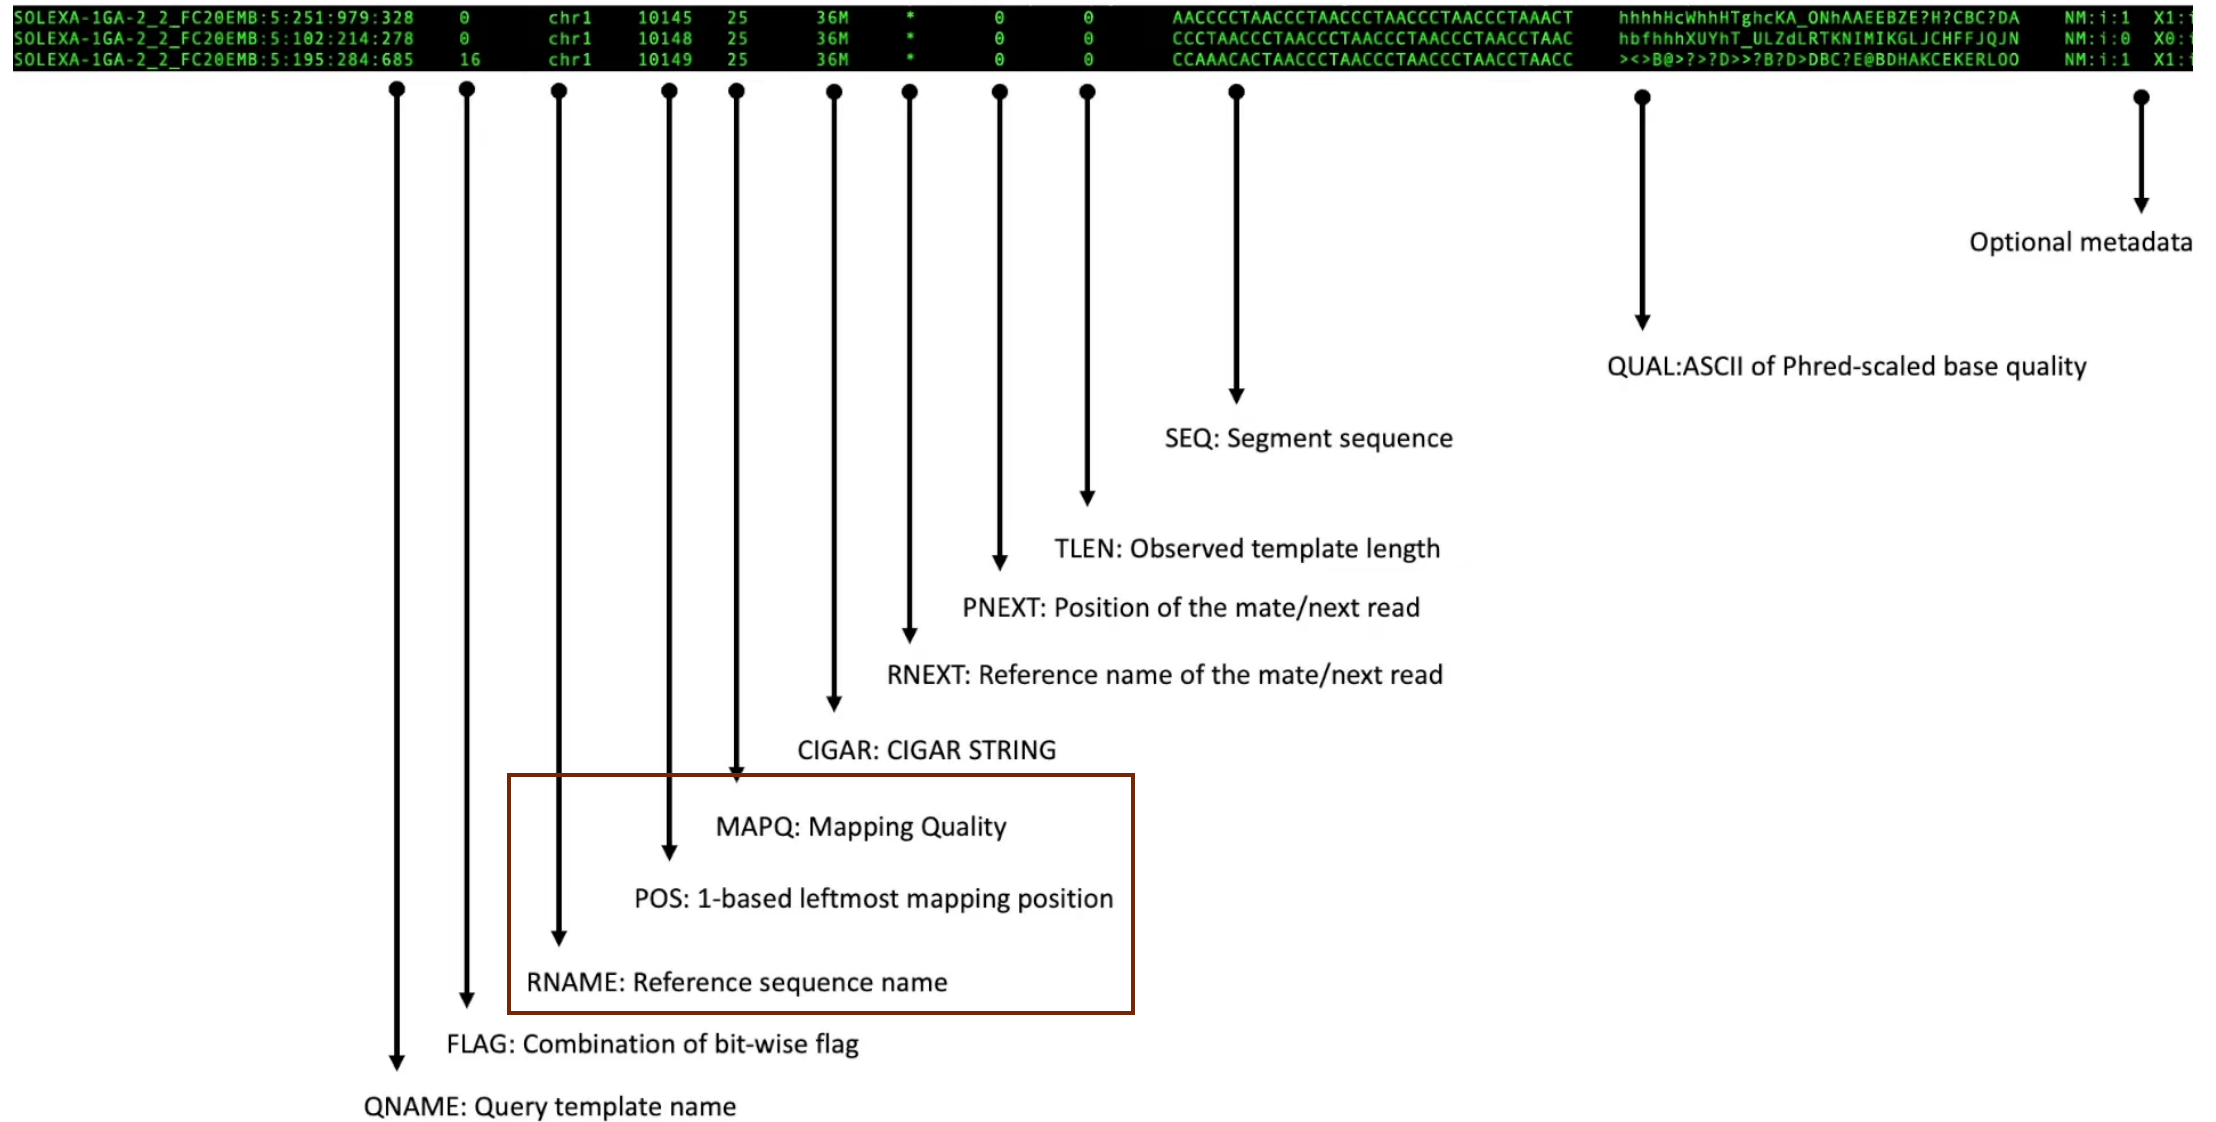 SOLEXA-1GA-2_2_FC20EMB:5:251:979:328 0 chr1 10145 25 36M * 0 0 AACCCCTAACCCTAACCCTAACCCTAACCCTAAACT hhhhHcWhhHTghcKA_ONhAAEEBZE?H?CBC?DA NM:i:1 X1:
SOLEXA-1GA-2_2_FC20EMB:5:102:214:278 0 chr1 10148 25 36M * 0 0 CCCTAACCCTAACCCTAACCCTAACCCTAACCTAAC hbfhhhXUYhT_ULZdLRTKNIMIKGLJCHFFJQJN NM:i:0 X0:
SOLEXA-1GA-2_2_FC20EMB:5:195:284:685 16 chr1 10149 25 36M * 0 0 CCAAACACTAACCCTAACCCTAACCCTAACCTAACC ><>B@>?>?D>>?B?D>DBC?E@BDHAKCEKERLOO NM:i:1 X1:
Optional metadata
QUAL:ASCII of Phred-scaled base quality
SEQ: Segment sequence
TLEN: Observed template length
PNEXT: Position of the mate/next read
RNEXT: Reference name of the mate/next read
CIGAR: CIGAR STRING
MAPQ: Mapping Quality
POS: 1-based leftmost mapping position
RNAME: Reference sequence name
FLAG: Combination of bit-wise flag
QNAME: Query template name